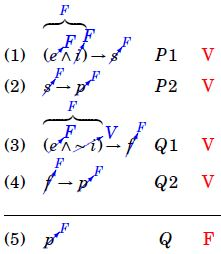 F
(1) (e^F ∧ i^F) → s^F P1 V
(2) s^F → p^F P2 V
F
(3) (e^F ∧ ~ i^V) → f^F Q1 V
(4) f^F → p^F Q2 V
(5) p^F Q F